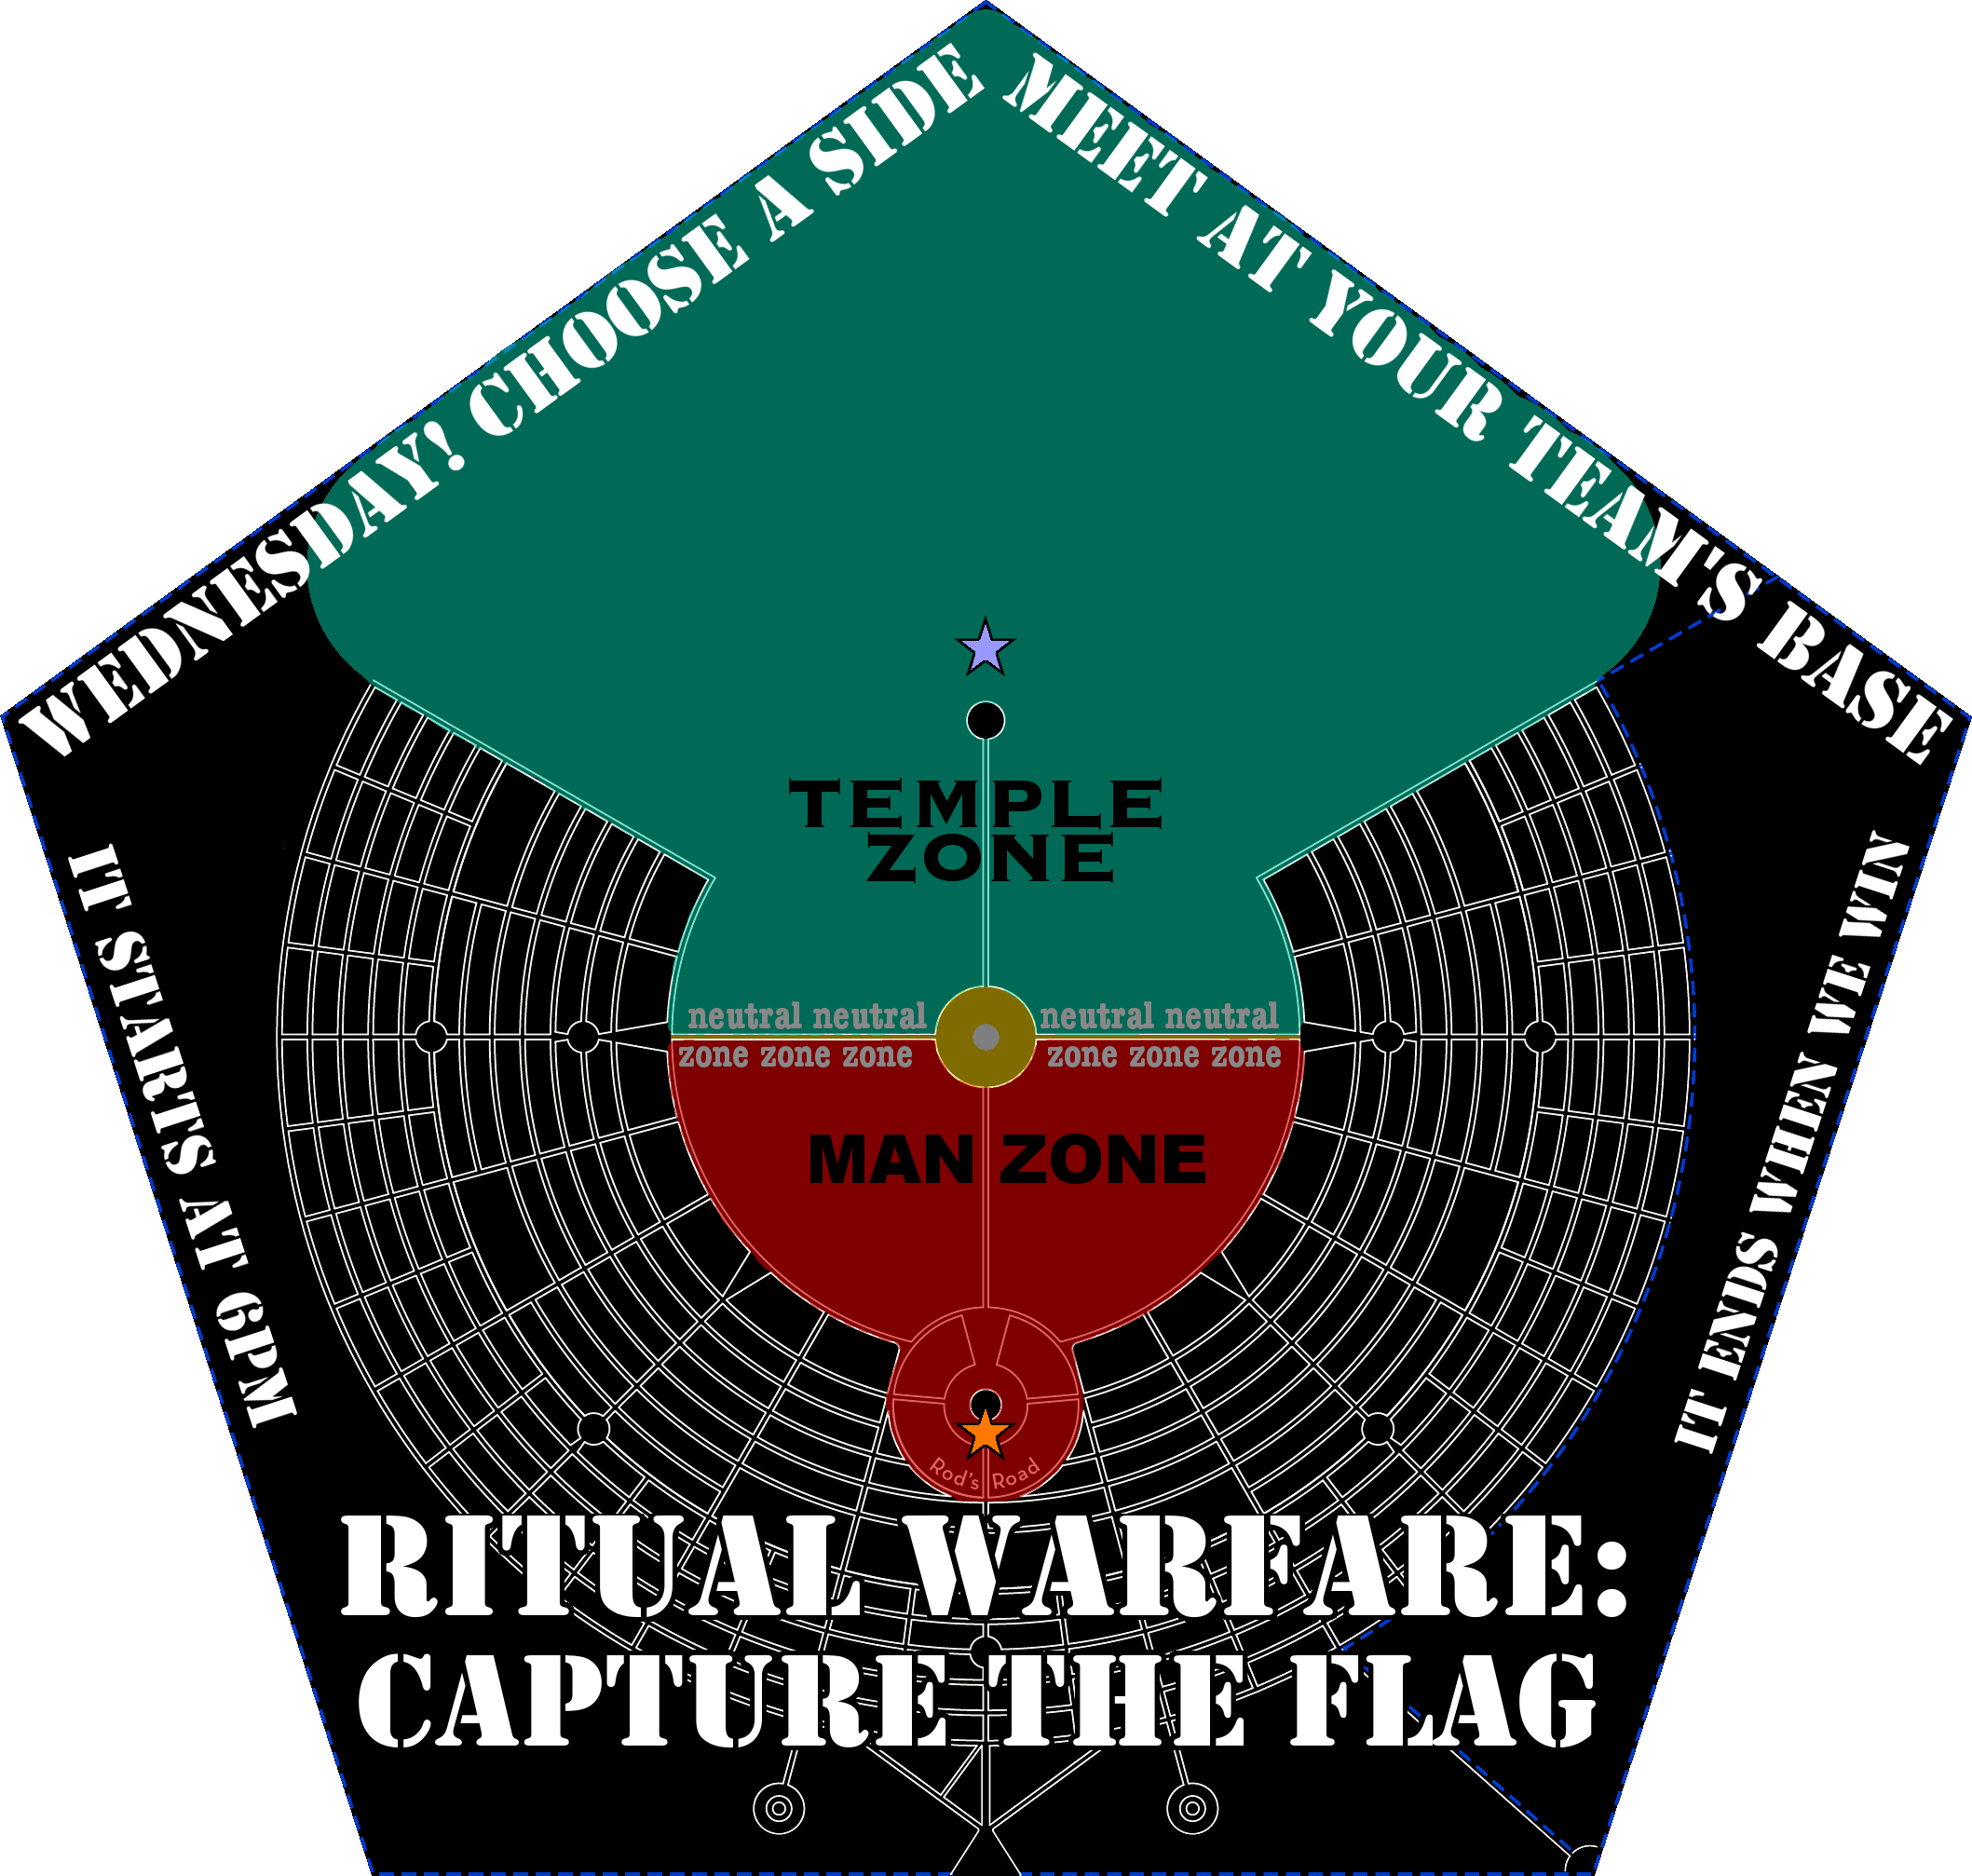 WEDNESDAY! CHOOSE A SIDE
MEET AT YOUR TEAM'S BASE
IT STARTS AT 6PM
IT ENDS WHEN WE WIN
TEMPLE
ZONE
neutral neutral
zone zone zone
neutral neutral
zone zone zone
MAN ZONE
Rod's Road
RITUAL WARFARE:
CAPTURE THE FLAG